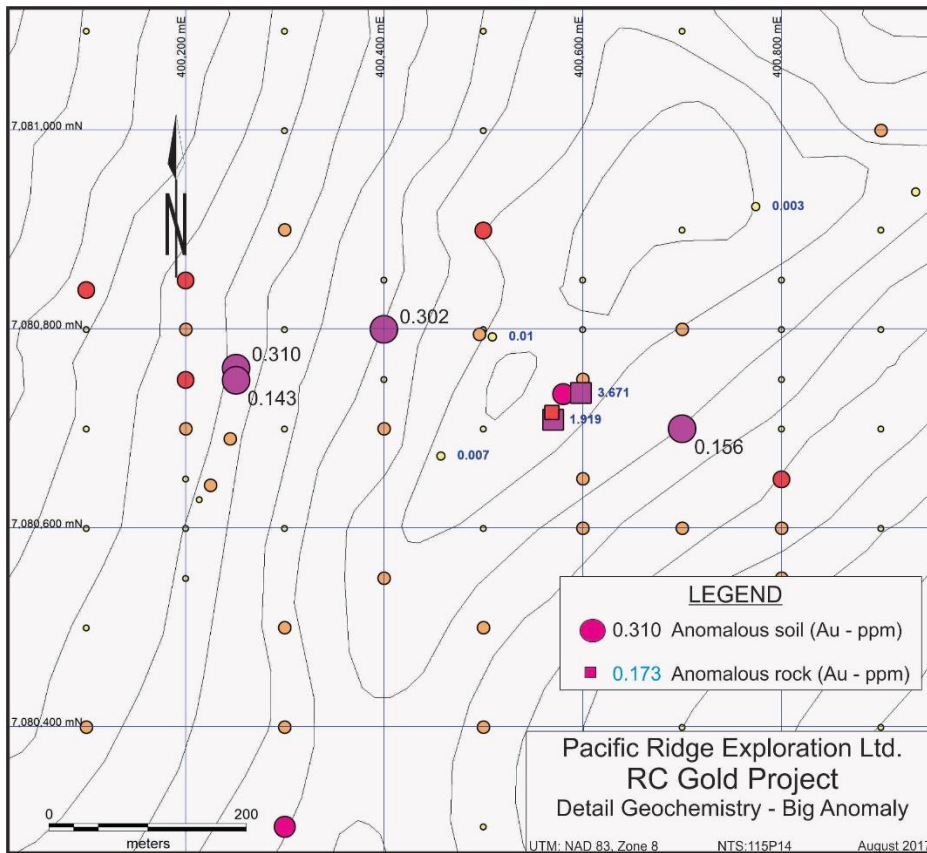 400,200 mE
400,400 mE
400,600 mE
400,800 mE
7,081,000 mN
N
0.003
7,080,800 mN
0.302
0.01
0.310
0.143
3.671
1.919
0.156
0.007
7,080,600 mN
LEGEND
0.310 Anomalous soil (Au - ppm)
0.173 Anomalous rock (Au - ppm)
7,080,400 mN
Pacific Ridge Exploration Ltd.
RC Gold Project
Detail Geochemistry - Big Anomaly
0 200
meters
UTM: NAD 83, Zone 8 NTS:115P14 August 2017